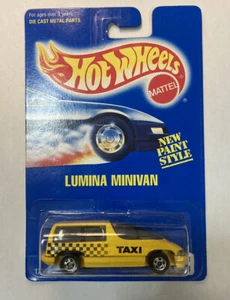 For ages over 3 years.
DIE CAST METAL PARTS
HOT WHEELS
MATTEL
NEW
PAINT
STYLE
LUMINA MINIVAN
TAXI